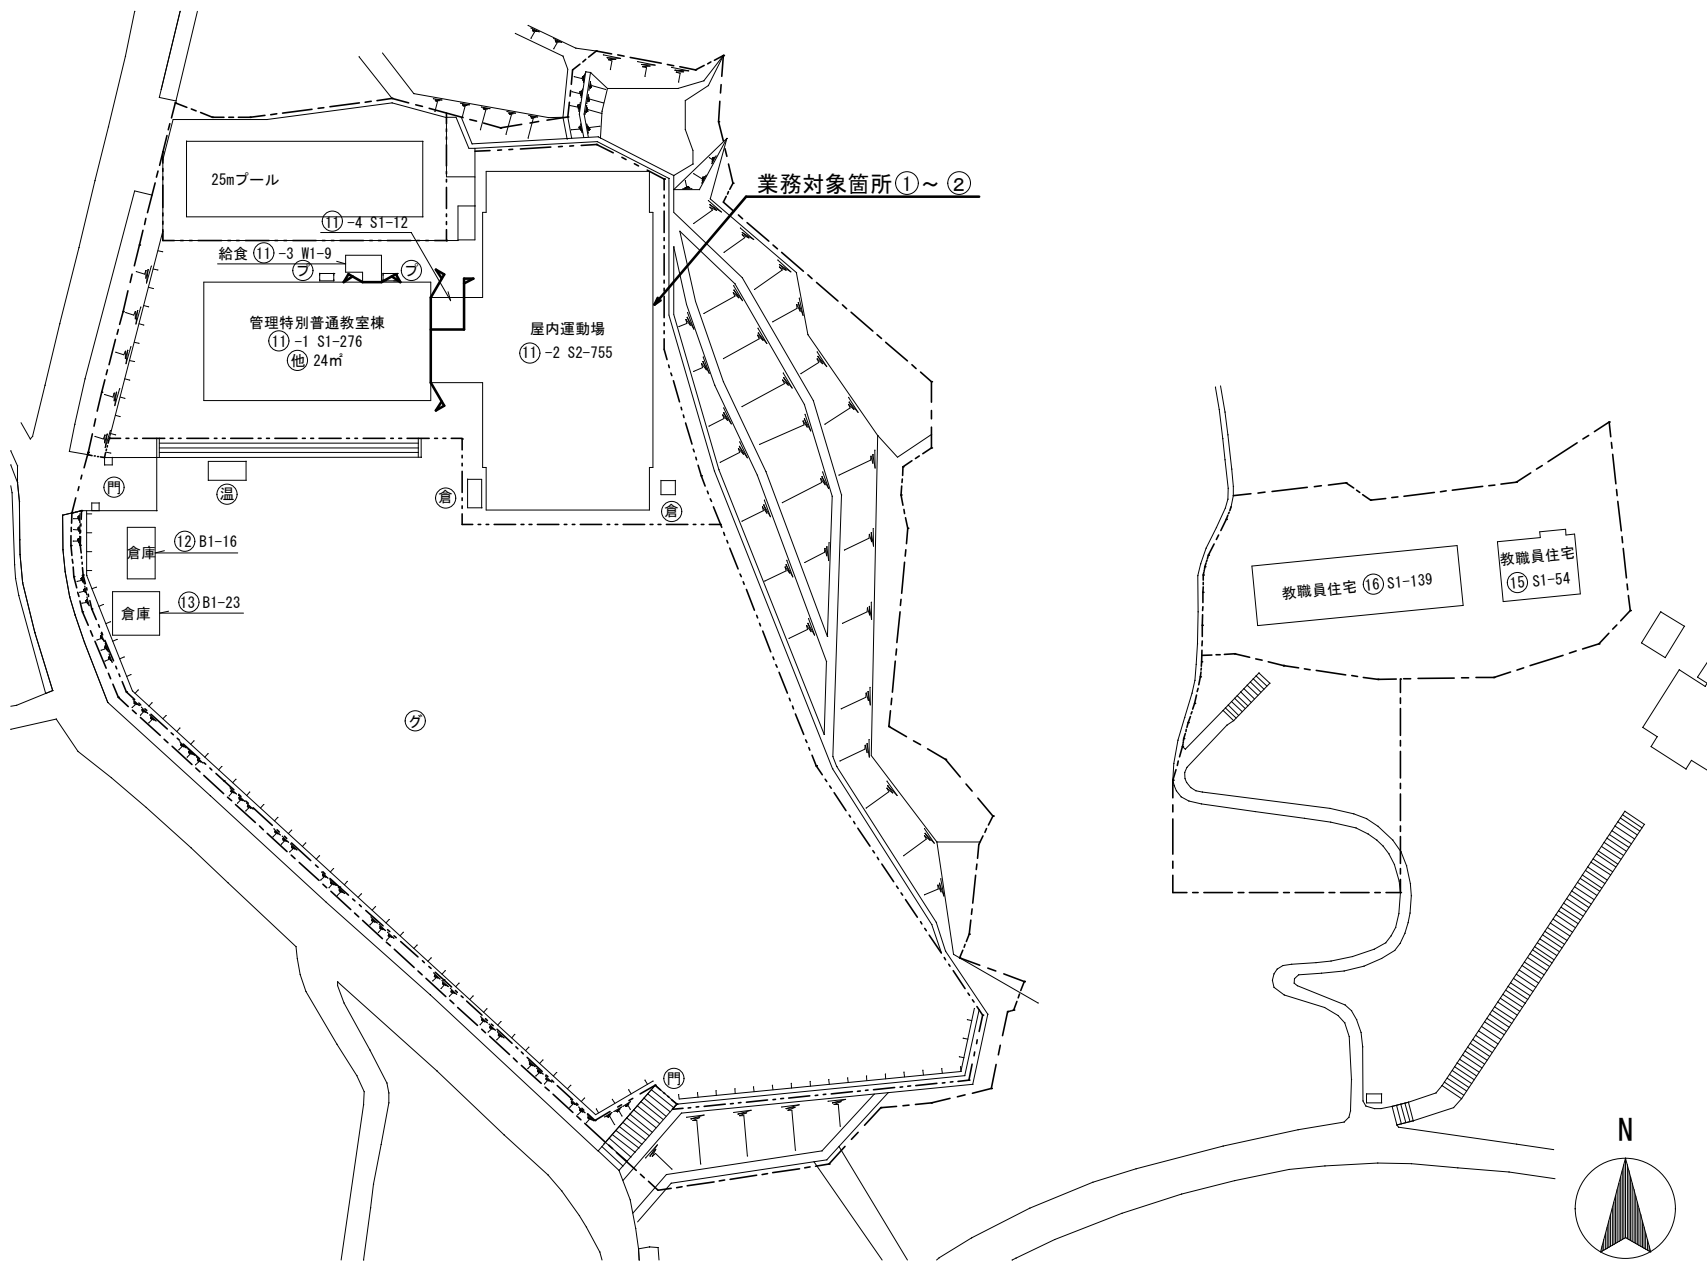 業務対象箇所①～②
25mプール
⑪-4 S1-12
給食 ⑪-3 W1-9
㋫゚ ㋫゚
管理特別普通教室棟
⑪-1 S1-276
他 24㎡
屋内運動場
⑪-2 S2-755
門
温
倉
倉
倉庫 ⑫B1-16
倉庫 ⑬B1-23
グ
門
教職員住宅 ⑯S1-139
教職員住宅
⑮S1-54
N